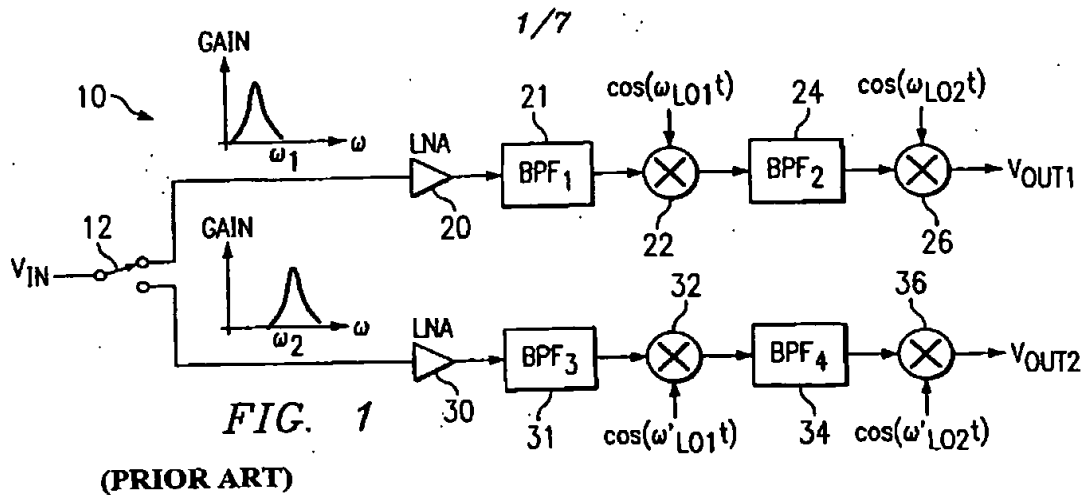 1/7
10
GAIN
ω
ω1
LNA
20
21
BPF1
cos(ωLO1t)
22
24
BPF2
cos(ωLO2t)
26
VOUT1
VIN
12
GAIN
ω
ω2
LNA
30
BPF3
31
32
cos(ω'LO1t)
BPF4
34
36
cos(ω'LO2t)
VOUT2
FIG. 1
(PRIOR ART)